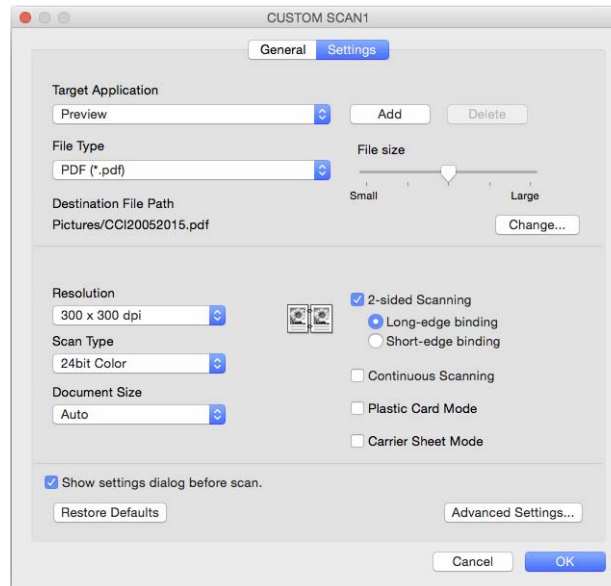 CUSTOM SCAN1
General Settings
Target Application
Preview
Add Delete
File Type
PDF (*.pdf)
File size
Small Large
Destination File Path
Pictures/CCI20052015.pdf
Change...
Resolution
300 x 300 dpi
Scan Type
24bit Color
Document Size
Auto
2-sided Scanning
Long-edge binding
Short-edge binding
Continuous Scanning
Plastic Card Mode
Carrier Sheet Mode
Show settings dialog before scan.
Restore Defaults Advanced Settings...
Cancel OK